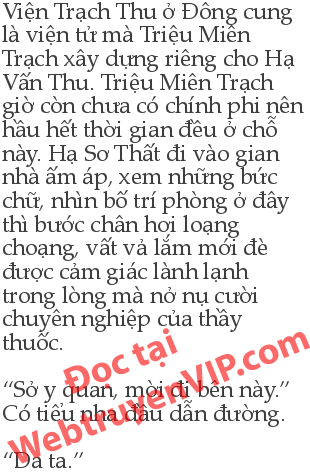 Viện Trạch Thu ở Đông cung
là viện tử mà Triệu Miên
Trạch xây dựng riêng cho Hạ
Vấn Thu. Triệu Miên Trạch
giờ còn chưa có chính phi nên
hầu hết thời gian đều ở chỗ
này. Hạ Sơ Thất đi vào gian
nhà ấm áp, xem những bức
chữ, nhìn bố trí phòng ở đây
thì bước chân hơi loạng
choạng, vất vả lắm mới đè
được cảm giác lành lạnh
trong lòng mà nở nụ cười
chuyên nghiệp của thầy
thuốc.
Đọc tại
WebtruyenVIP.com
“Sở y quan, mời đi bên này.”
Có tiểu nha đầu dẫn đường.
“Đa tạ.”